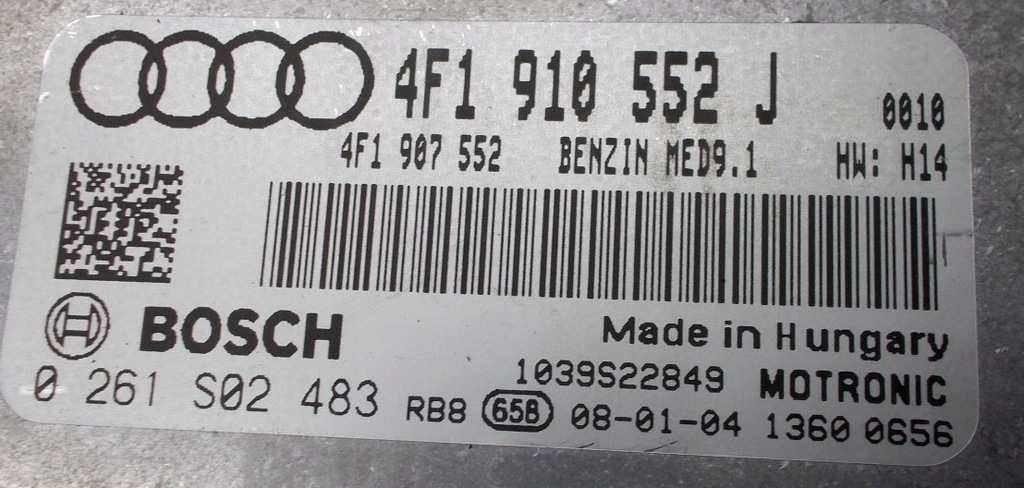 4F1 910 552 J 0010
4F1 907 552 BENZIN MED9.1 HW: H14
BOSCH Made in Hungary
1039S22849 MOTRONIC
0 261 S02 483 RB8 658 08-01-04 1360 0656